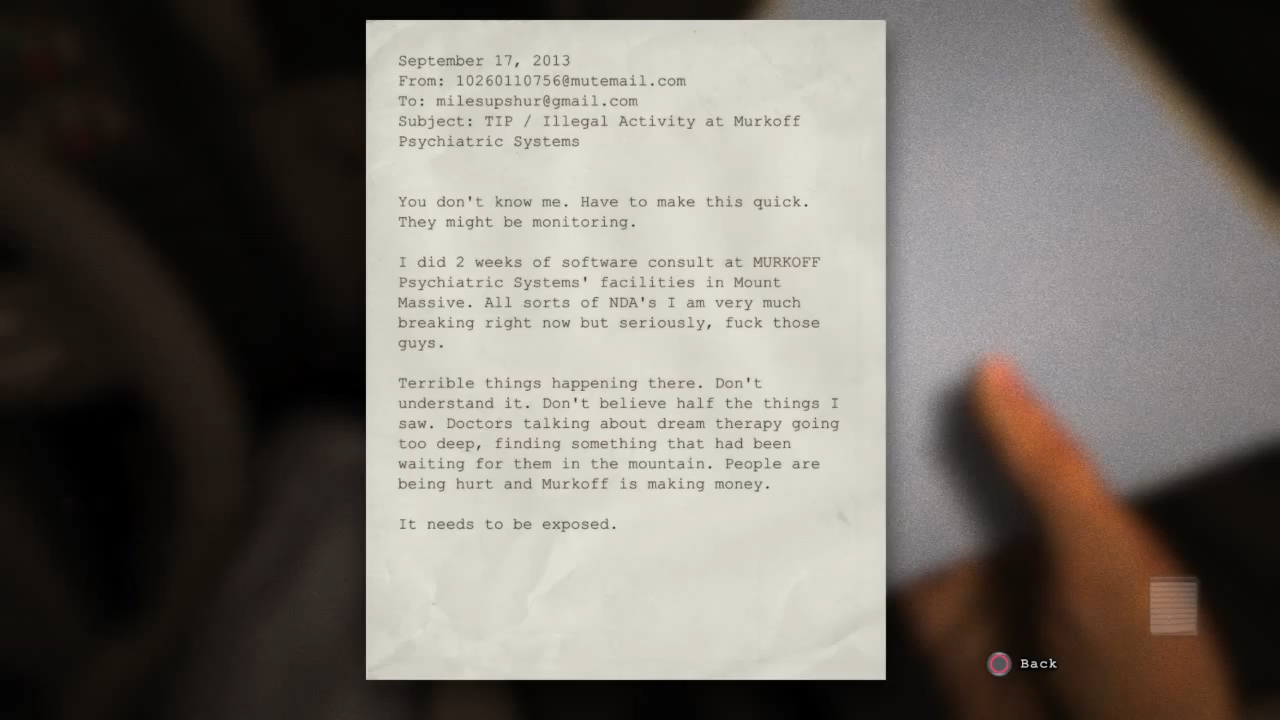 September 17, 2013
From: 10260110756@mutemail.com
To: milesupshur@gmail.com
Subject: TIP / Illegal Activity at Murkoff
Psychiatric Systems
You don't know me. Have to make this quick.
They might be monitoring.
I did 2 weeks of software consult at MURKOFF
Psychiatric Systems' facilities in Mount
Massive. All sorts of NDA's I am very much
breaking right now but seriously, fuck those
guys.
Terrible things happening there. Don't
understand it. Don't believe half the things I
saw. Doctors talking about dream therapy going
too deep, finding something that had been
waiting for them in the mountain. People are
being hurt and Murkoff is making money.
It needs to be exposed.
Back